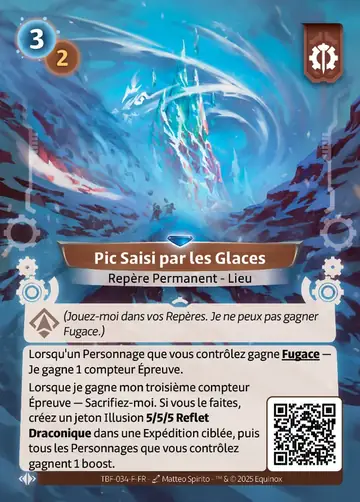 3
2
Pic Saisi par les Glaces
Repère Permanent - Lieu
(Jouez-moi dans vos Repères. Je ne peux pas gagner
Fugace.)
Lorsqu'un Personnage que vous contrôlez gagne Fugace —
Je gagne 1 compteur Épreuve.
Lorsque je gagne mon troisième compteur
Épreuve — Sacrifiez-moi. Si vous le faites,
créez un jeton Illusion 5/5/5 Reflet
Draconique dans une Expédition ciblée, puis
tous les Personnages que vous contrôlez
gagnent 1 boost.
TBF-034-F-FR - Matteo Spirito - ™ & © 2025 Equinox